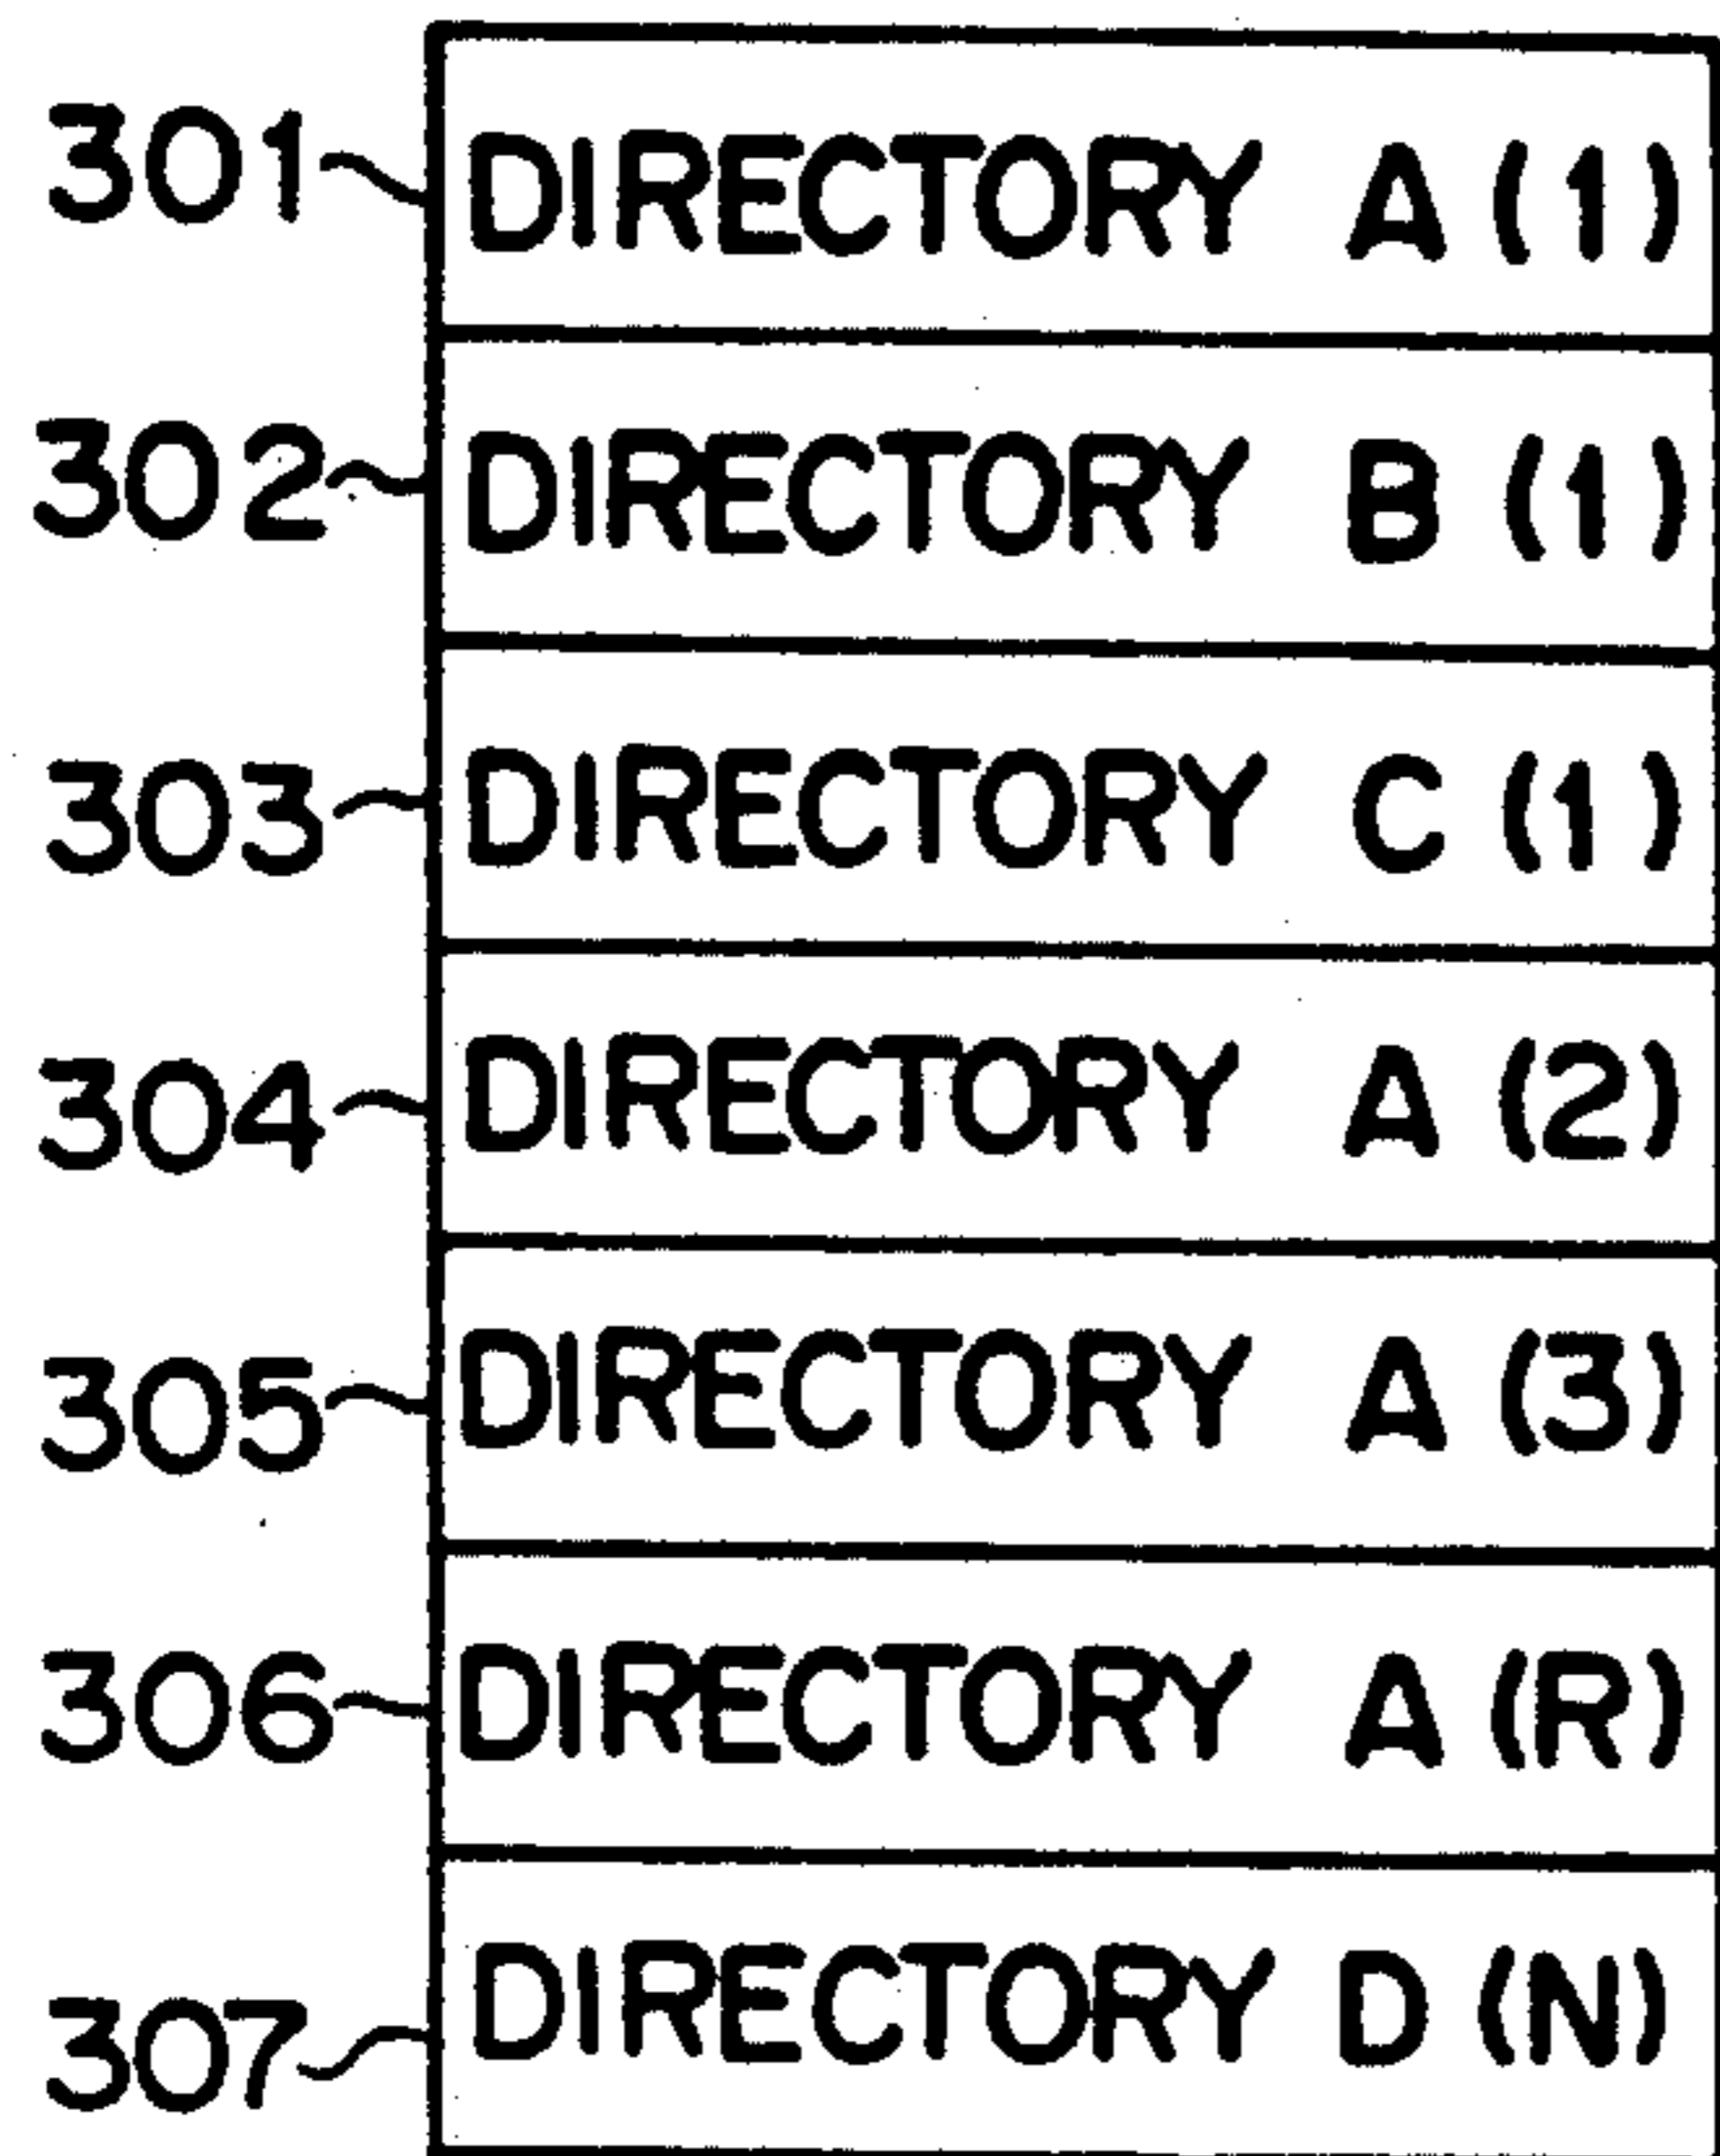 301 DIRECTORY A (1)
302 DIRECTORY B (1)
303 DIRECTORY C (1)
304 DIRECTORY A (2)
305 DIRECTORY A (3)
306 DIRECTORY A (R)
307 DIRECTORY D (N)